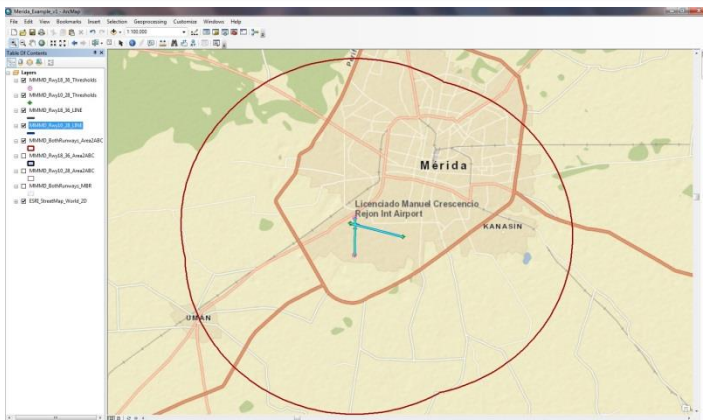 Merida_Example_v1 - ArcMap
File Edit View Bookmarks Insert Selection Geoprocessing Customize Windows Help
1:100,000
Table Of Contents
Layers
MMMD_Rwy18_36_Thresholds
MMMD_Rwy10_28_Thresholds
MMMD_Rwy18_36_LINE
MMMD_Rwy10_28_LINE
MMMD_BothRunways_Area2ABC
MMMD_Rwy18_36_Area2ABC
MMMD_Rwy10_28_Area2ABC
MMMD_BothRunways_MBR
ESRI_StreetMap_World_2D
Mérida
Licenciado Manuel Crescencio
Rejon Int Airport
KANASIN
UMAN